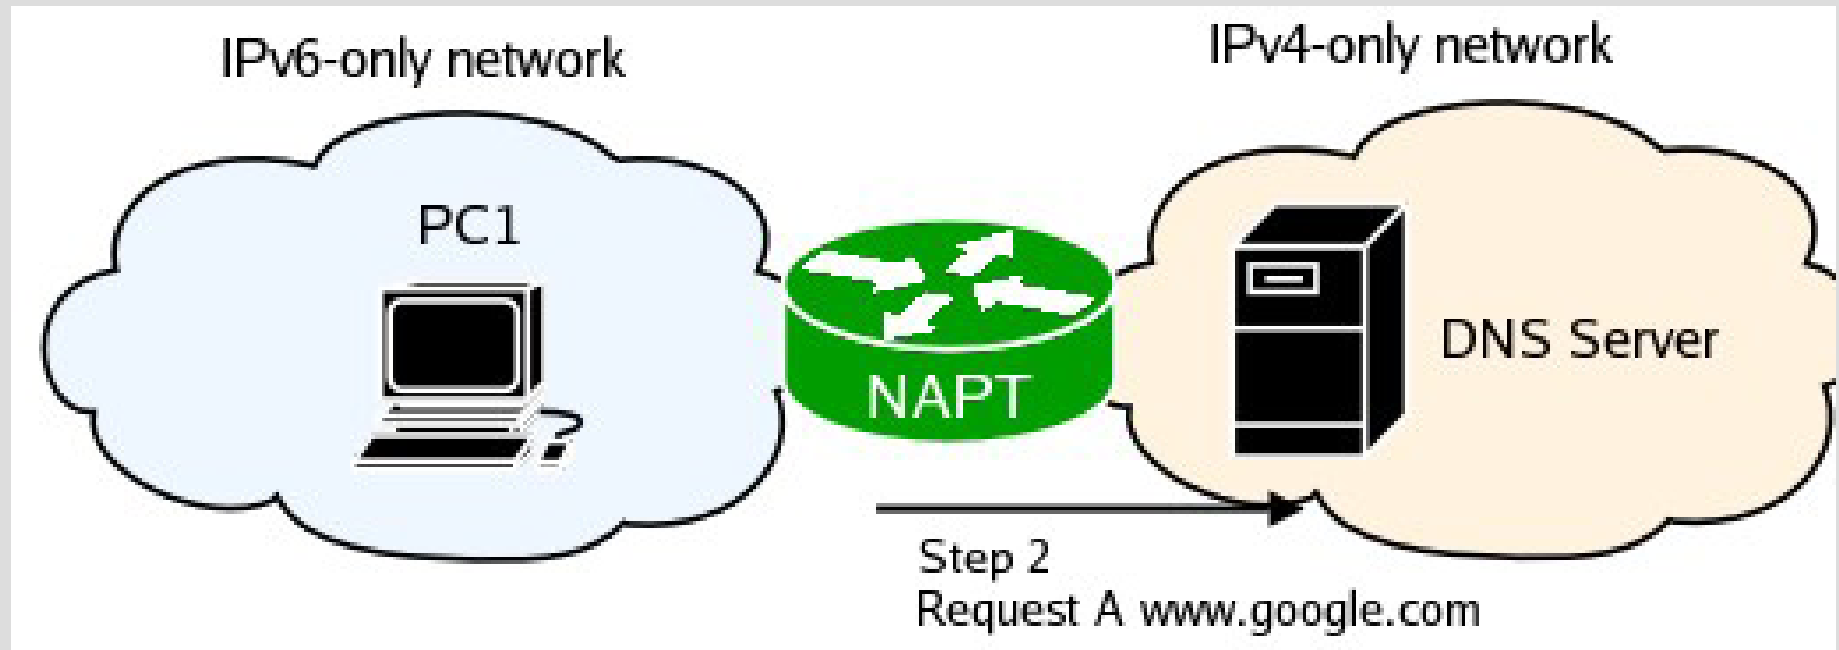 IPv6-only network
IPv4-only network
PC1
?
NAPT
DNS Server
Step 2
Request A www.google.com